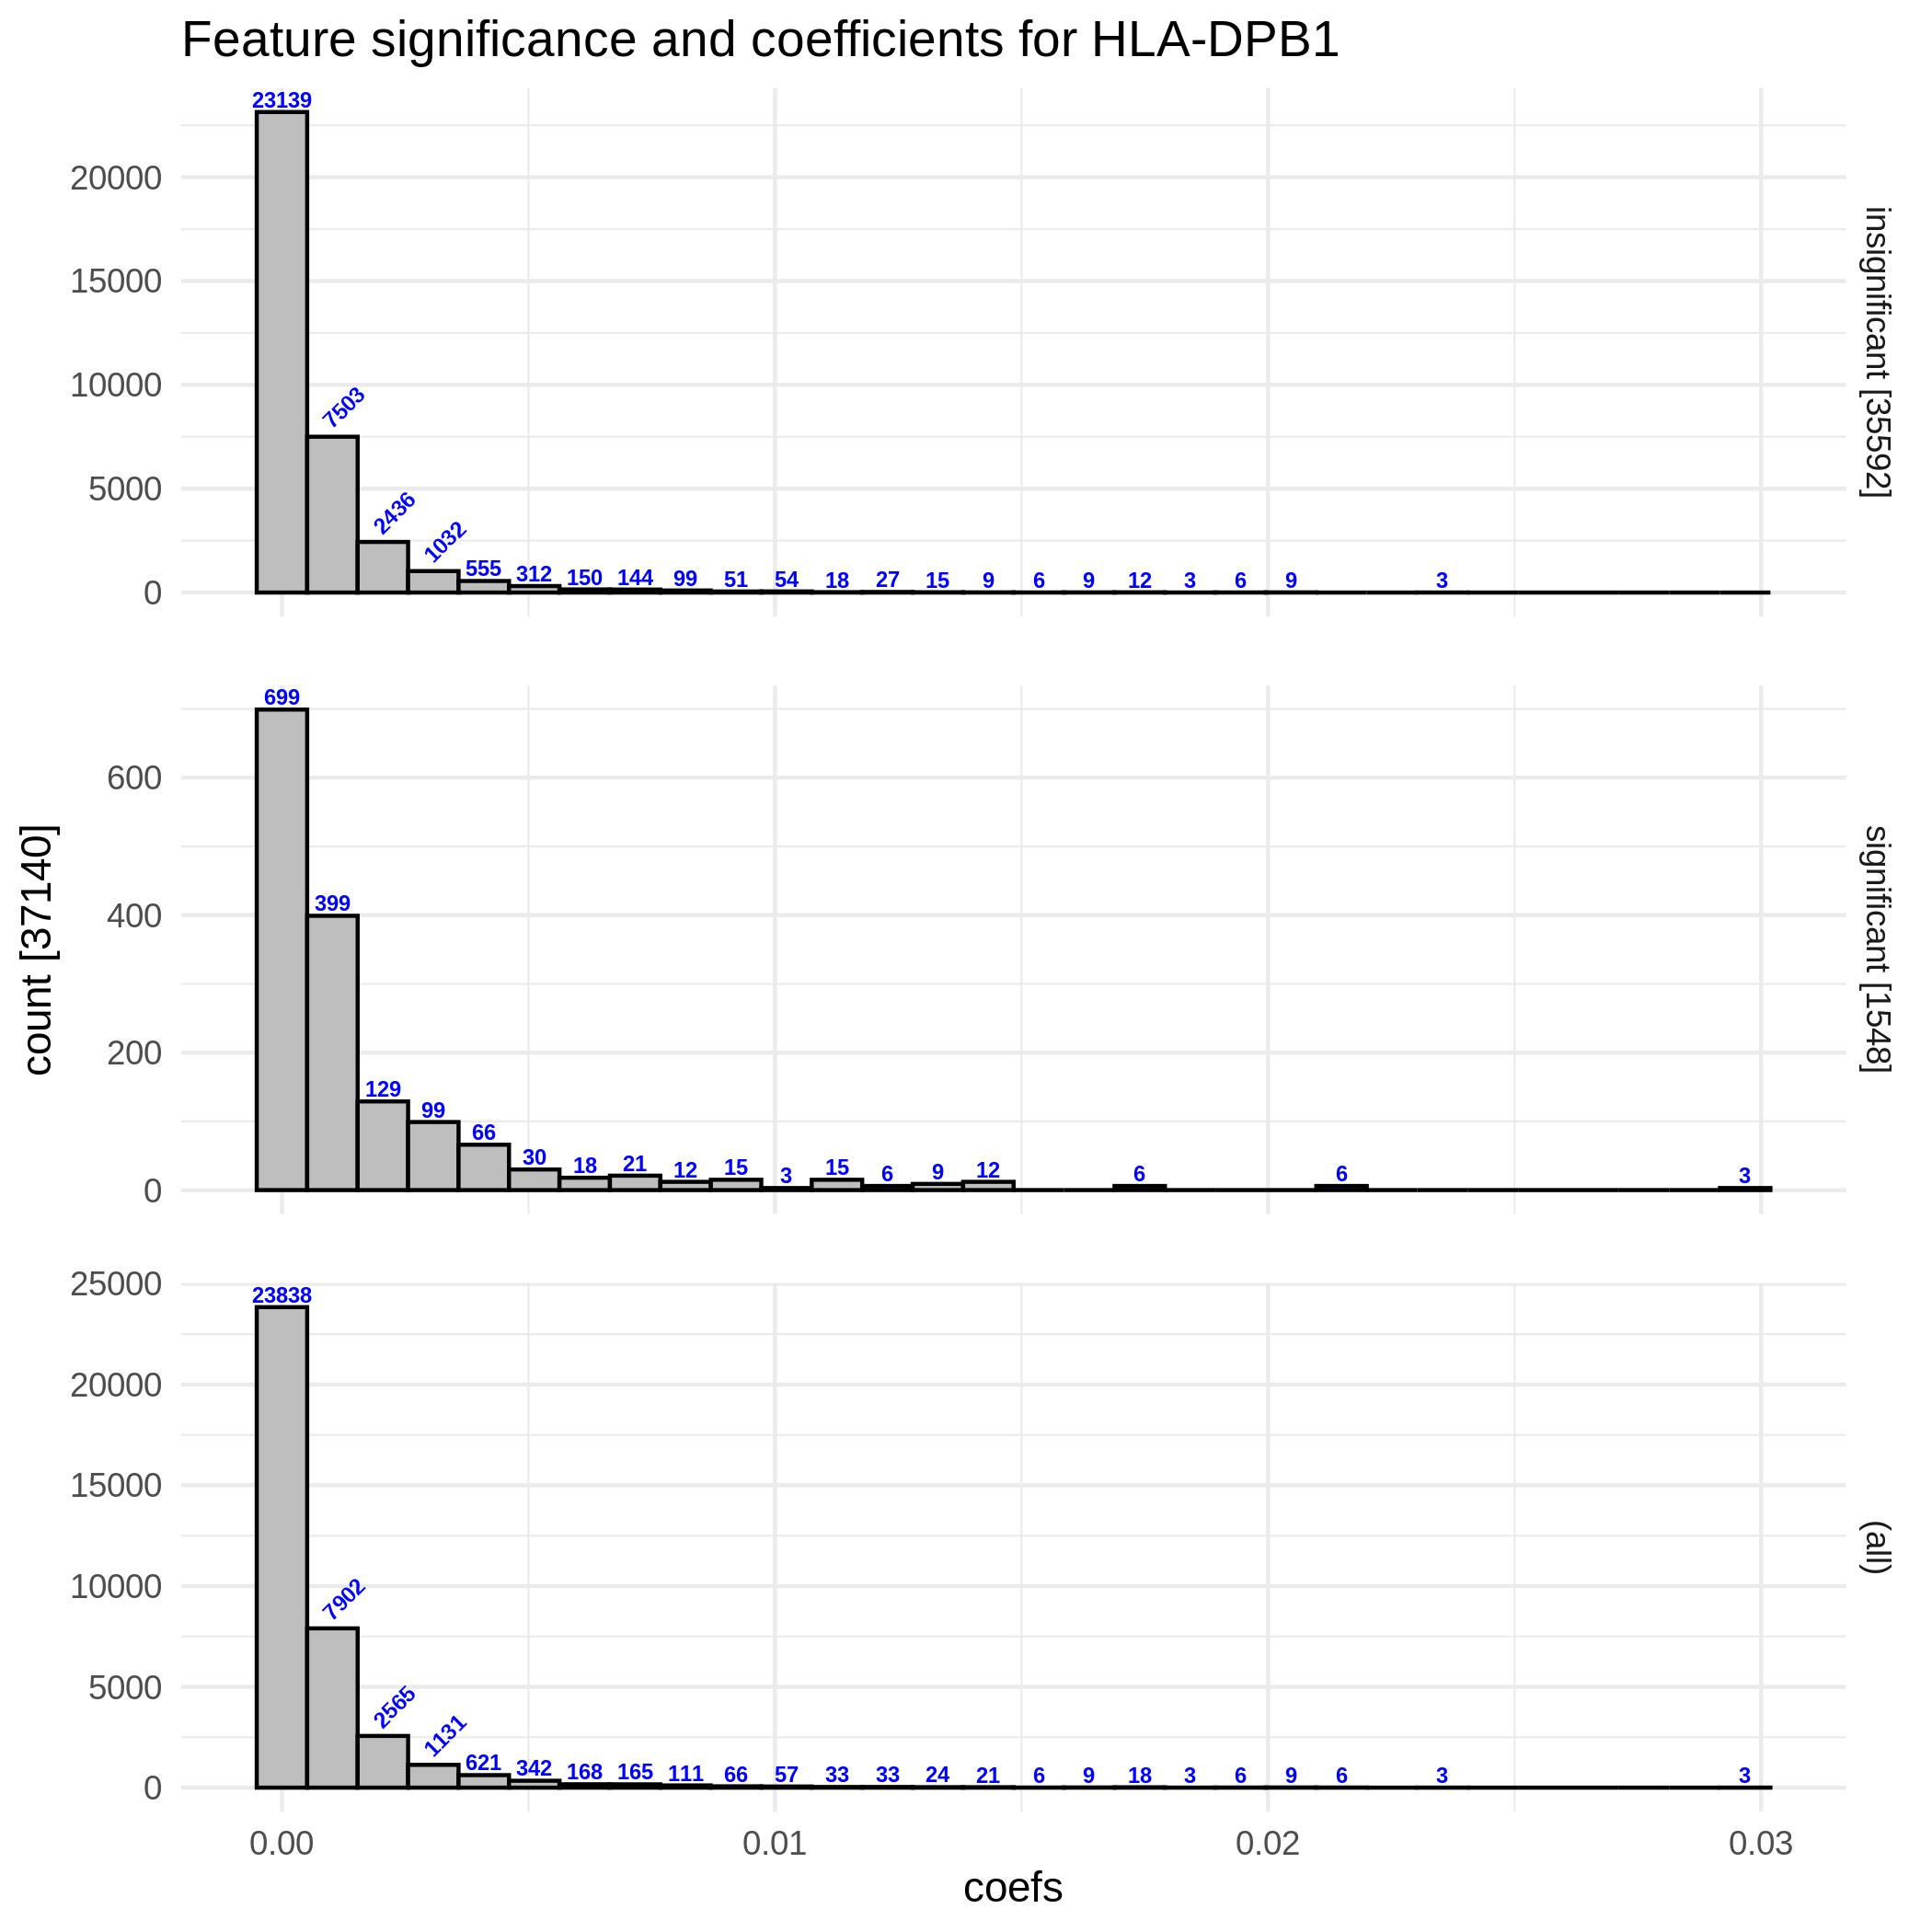 Feature significance and coefficients for HLA-DPB1
23139
20000
15000
10000
5000
0
7503
2436
1032
555 312 150 144 99 51 54 18 27 15 9 6 9 12 3 6 9 3
insignificant [35592]
699
600
400
200
0
399
129
99
66
30 18 21 12 15 3 15 6 9 12 6 6 3
significant [1548]
count [37140]
25000
20000
15000
10000
5000
0
23838
7902
2565
1131
621 342 168 165 111 66 57 33 33 24 21 6 9 18 3 6 9 6 3 3
(all)
0.00 0.01 0.02 0.03
coefs